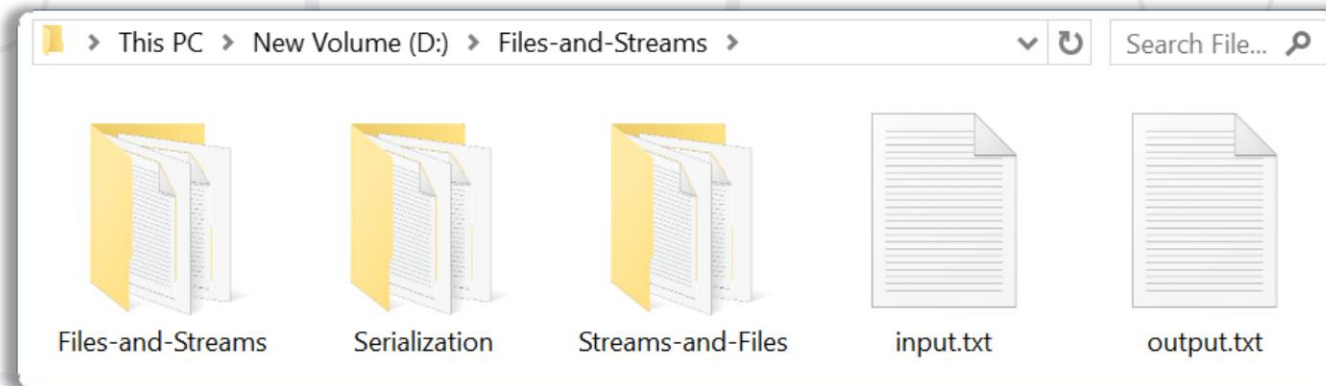 This PC > New Volume (D:) > Files-and-Streams > Search File...
Files-and-Streams Serialization Streams-and-Files input.txt output.txt